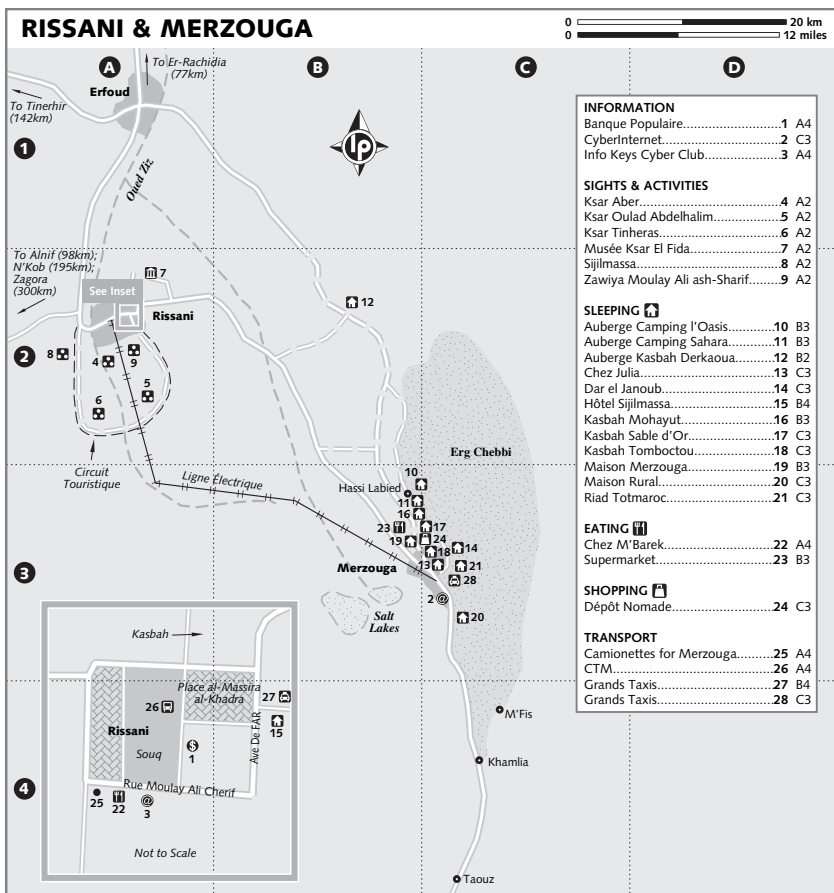 RISSANI & MERZOUGA
0 20 km
0 12 miles
A
B
C
D
1
2
3
4
To Er-Rachidia
(77km)
Erfoud
To Tinerhir
(142km)
lp
Oued Ziz
To Alnif (98km);
N'Kob (195km);
Zagora
(300km)
7
See Inset
Rissani
12
8
4
9
5
6
Circuit
Touristique
Ligne Électrique
Erg Chebbi
10
Hassi Labied
11
16
17
23
24
19
18
14
13
21
Merzouga
28
2 @
20
Salt
Lakes
M'Fis
Khamlia
Taouz
Kasbah
Place al-Massira
al-Khadra
27
26
Rissani
15
Souq
$
1
Ave De FAR
Rue Moulay Ali Cherif
25
22
@
3
Not to Scale
INFORMATION
Banque Populaire...............................1 A4
CyberInternet....................................2 C3
Info Keys Cyber Club.........................3 A4
SIGHTS & ACTIVITIES
Ksar Aber..........................................4 A2
Ksar Oulad Abdelhalim......................5 A2
Ksar Tinheras....................................6 A2
Musée Ksar El Fida............................7 A2
Sijilmassa..........................................8 A2
Zawiya Moulay Ali ash-Sharif.............9 A2
SLEEPING
Auberge Camping l'Oasis.................10 B3
Auberge Camping Sahara.................11 B3
Auberge Kasbah Derkaoua...............12 B2
Chez Julia........................................13 C3
Dar el Janoub..................................14 C3
Hôtel Sijilmassa...............................15 B4
Kasbah Mohayut..............................16 B3
Kasbah Sable d'Or...........................17 C3
Kasbah Tomboctou..........................18 C3
Maison Merzouga............................19 B3
Maison Rural...................................20 C3
Riad Totmaroc.................................21 C3
EATING
Chez M'Barek..................................22 A4
Supermarket....................................23 B3
SHOPPING
Dépôt Nomade................................24 C3
TRANSPORT
Camionettes for Merzouga..............25 A4
CTM................................................26 A4
Grands Taxis....................................27 B4
Grands Taxis....................................28 C3